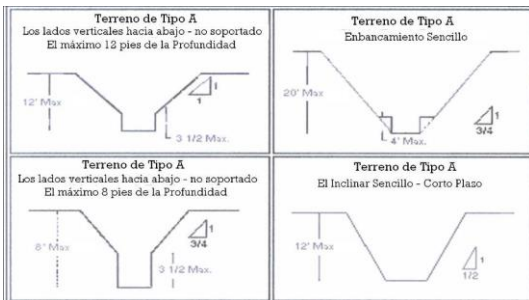 Terreno de Tipo A
Los lados verticales hacia abajo - no soportado
El máximo 12 pies de la Profundidad
12' Max
1
1
3 1/2 Max.
Terreno de Tipo A
Enbancamiento Sencillo
20' Max
4' Max.
1
3/4
Terreno de Tipo A
Los lados verticales hacia abajo - no soportado
El máximo 8 pies de la Profundidad
8' Max
1
3/4
3 1/2 Max.
Terreno de Tipo A
El Inclinar Sencillo - Corto Plazo
12' Max
1
1/2